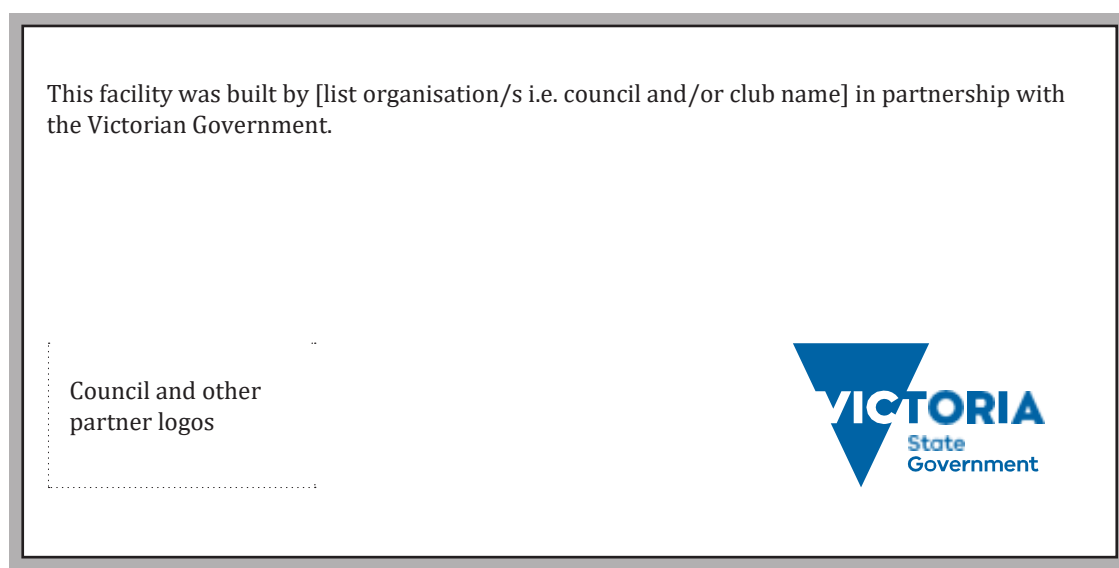 This facility was built by [list organisation/s i.e. council and/or club name] in partnership with
the Victorian Government.
Council and other
partner logos
VICTORIA
State
Government